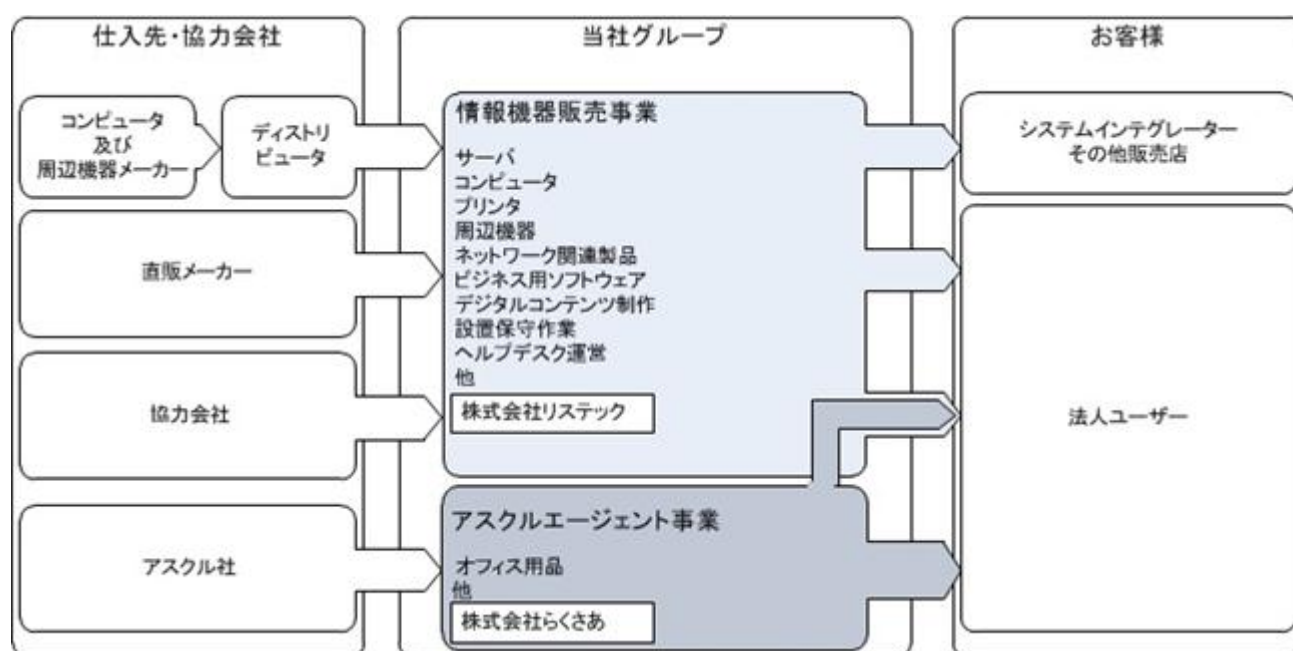 仕入先・協力会社
コンピュータ
及び
周辺機器メーカー
ディストリ
ビュータ
直販メーカー
協力会社
アスクル社
当社グループ
情報機器販売事業
サーバ
コンピュータ
プリンタ
周辺機器
ネットワーク関連製品
ビジネス用ソフトウェア
デジタルコンテンツ制作
設置保守作業
ヘルプデスク運営
他
株式会社リステック
アスクルエージェント事業
オフィス用品
他
株式会社らくさあ
お客様
システムインテグレーター
その他販売店
法人ユーザー